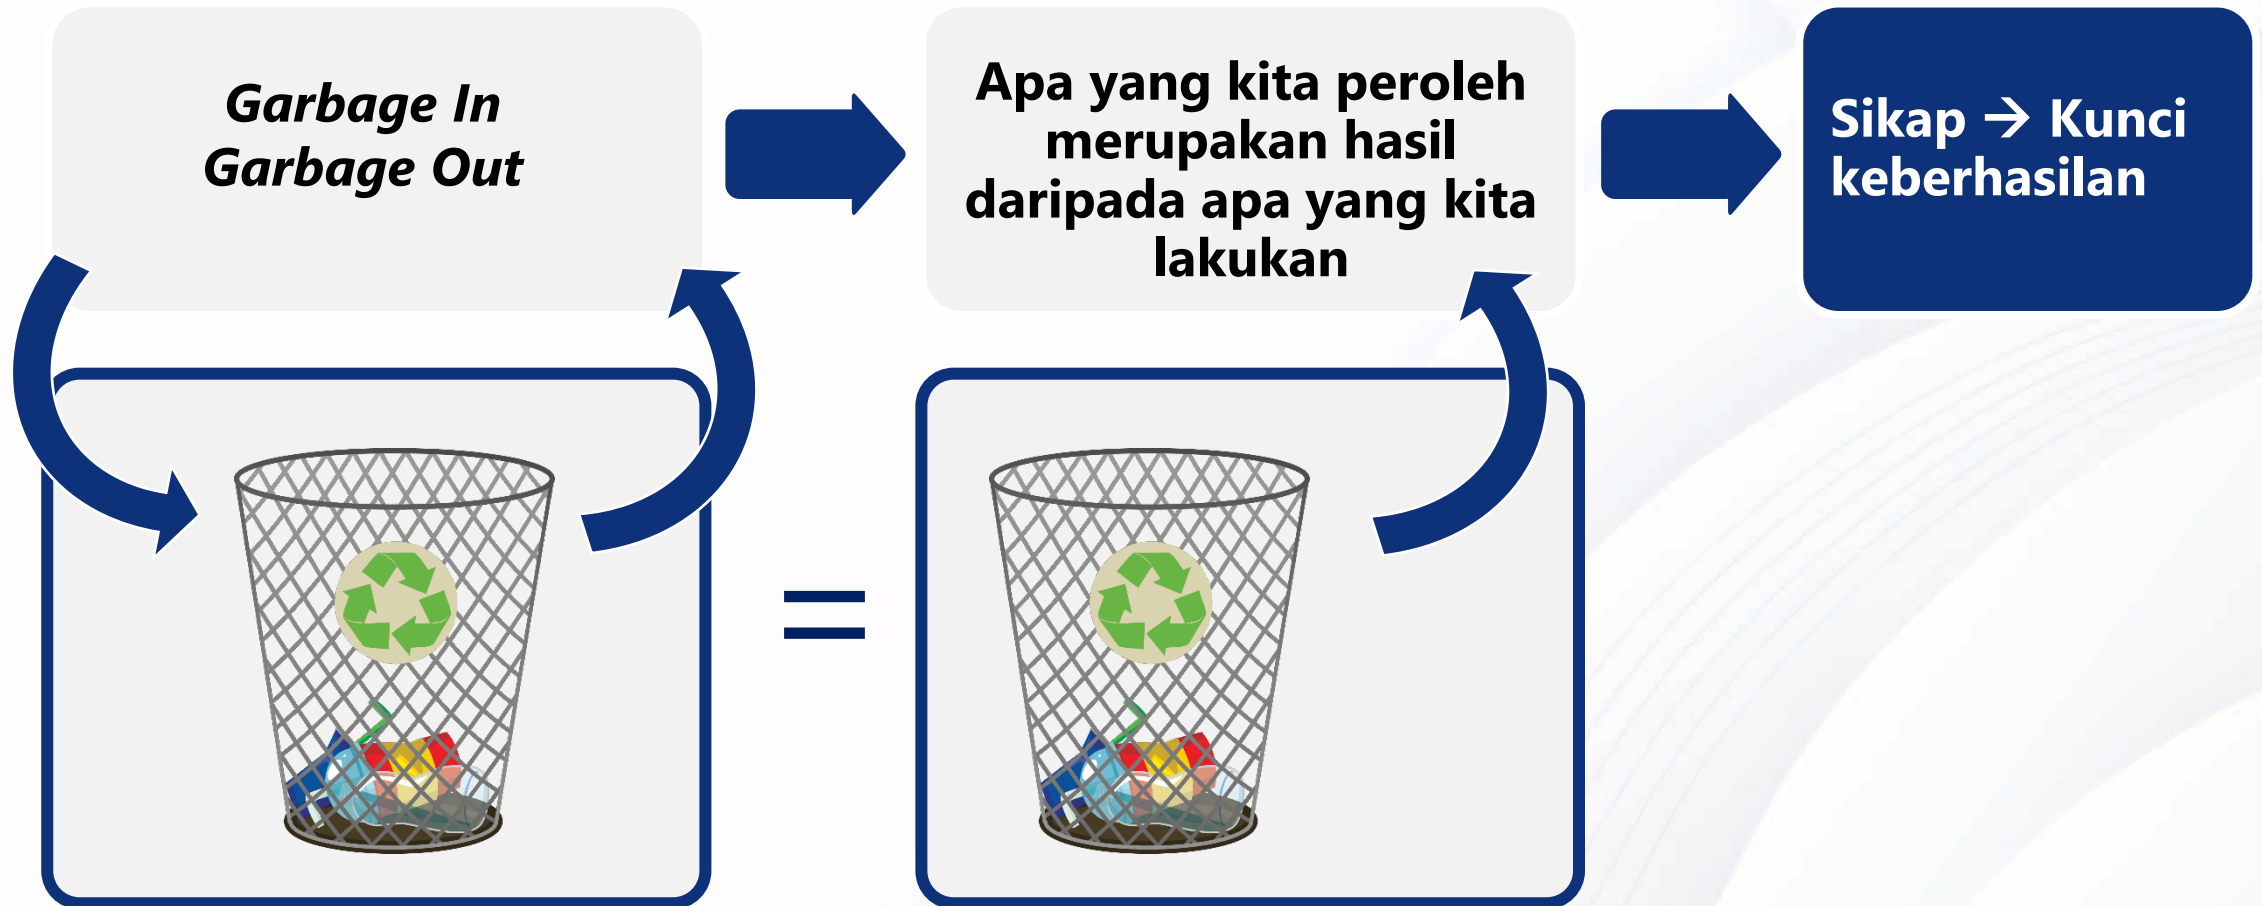 Garbage In
Garbage Out
Apa yang kita peroleh
merupakan hasil
daripada apa yang kita
lakukan
Sikap → Kunci
keberhasilan
=